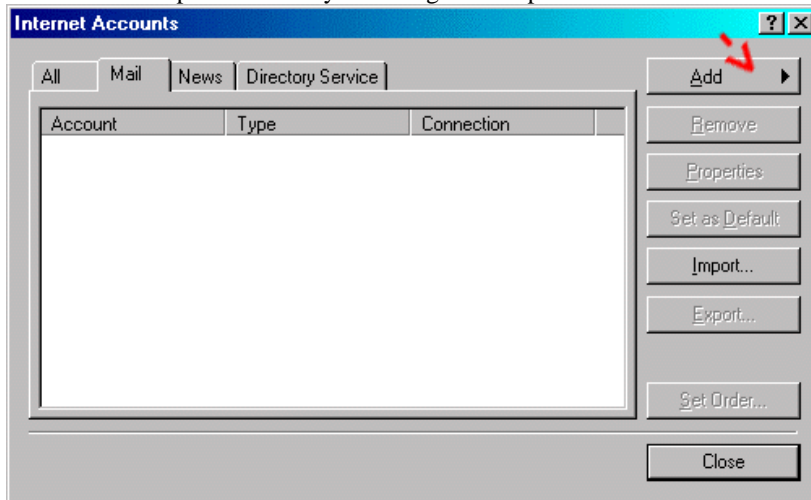 Internet Accounts
All Mail News Directory Service
Account Type Connection
Add
Remove
Properties
Set as Default
Import...
Export...
Set Order...
Close